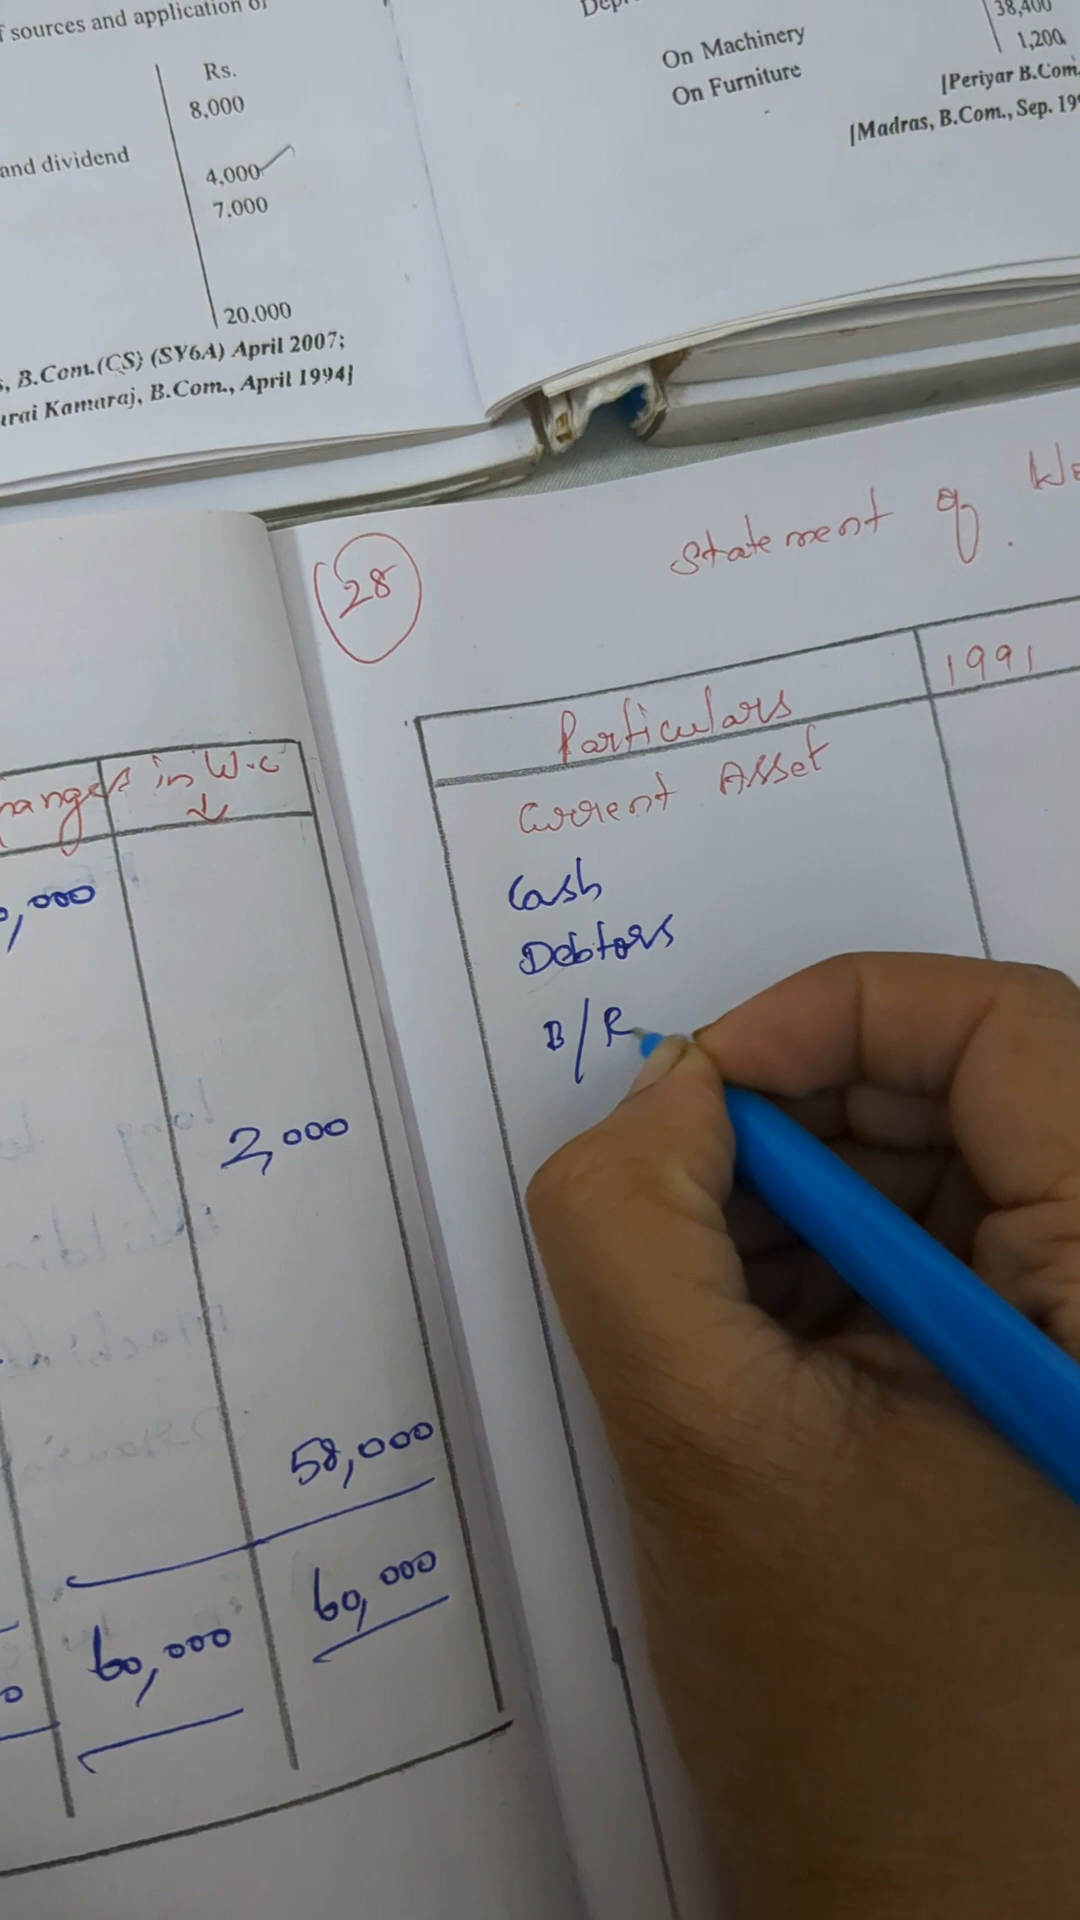 sources and application of
Rs.
8,000
and dividend
4,000
7,000
20,000
B.Com.(CS) (SY6A) April 2007;
Kamaraj, B.Com., April 1994]
38,400
On Machinery
1,200
On Furniture
[Periyar B.Com.
[Madras, B.Com., Sep.
28
Statement of
Particulars
1991
Current Asset
Cash
Debtors
B/R
in W.C
↓
,000
2,000
58,000
60,000
60,000